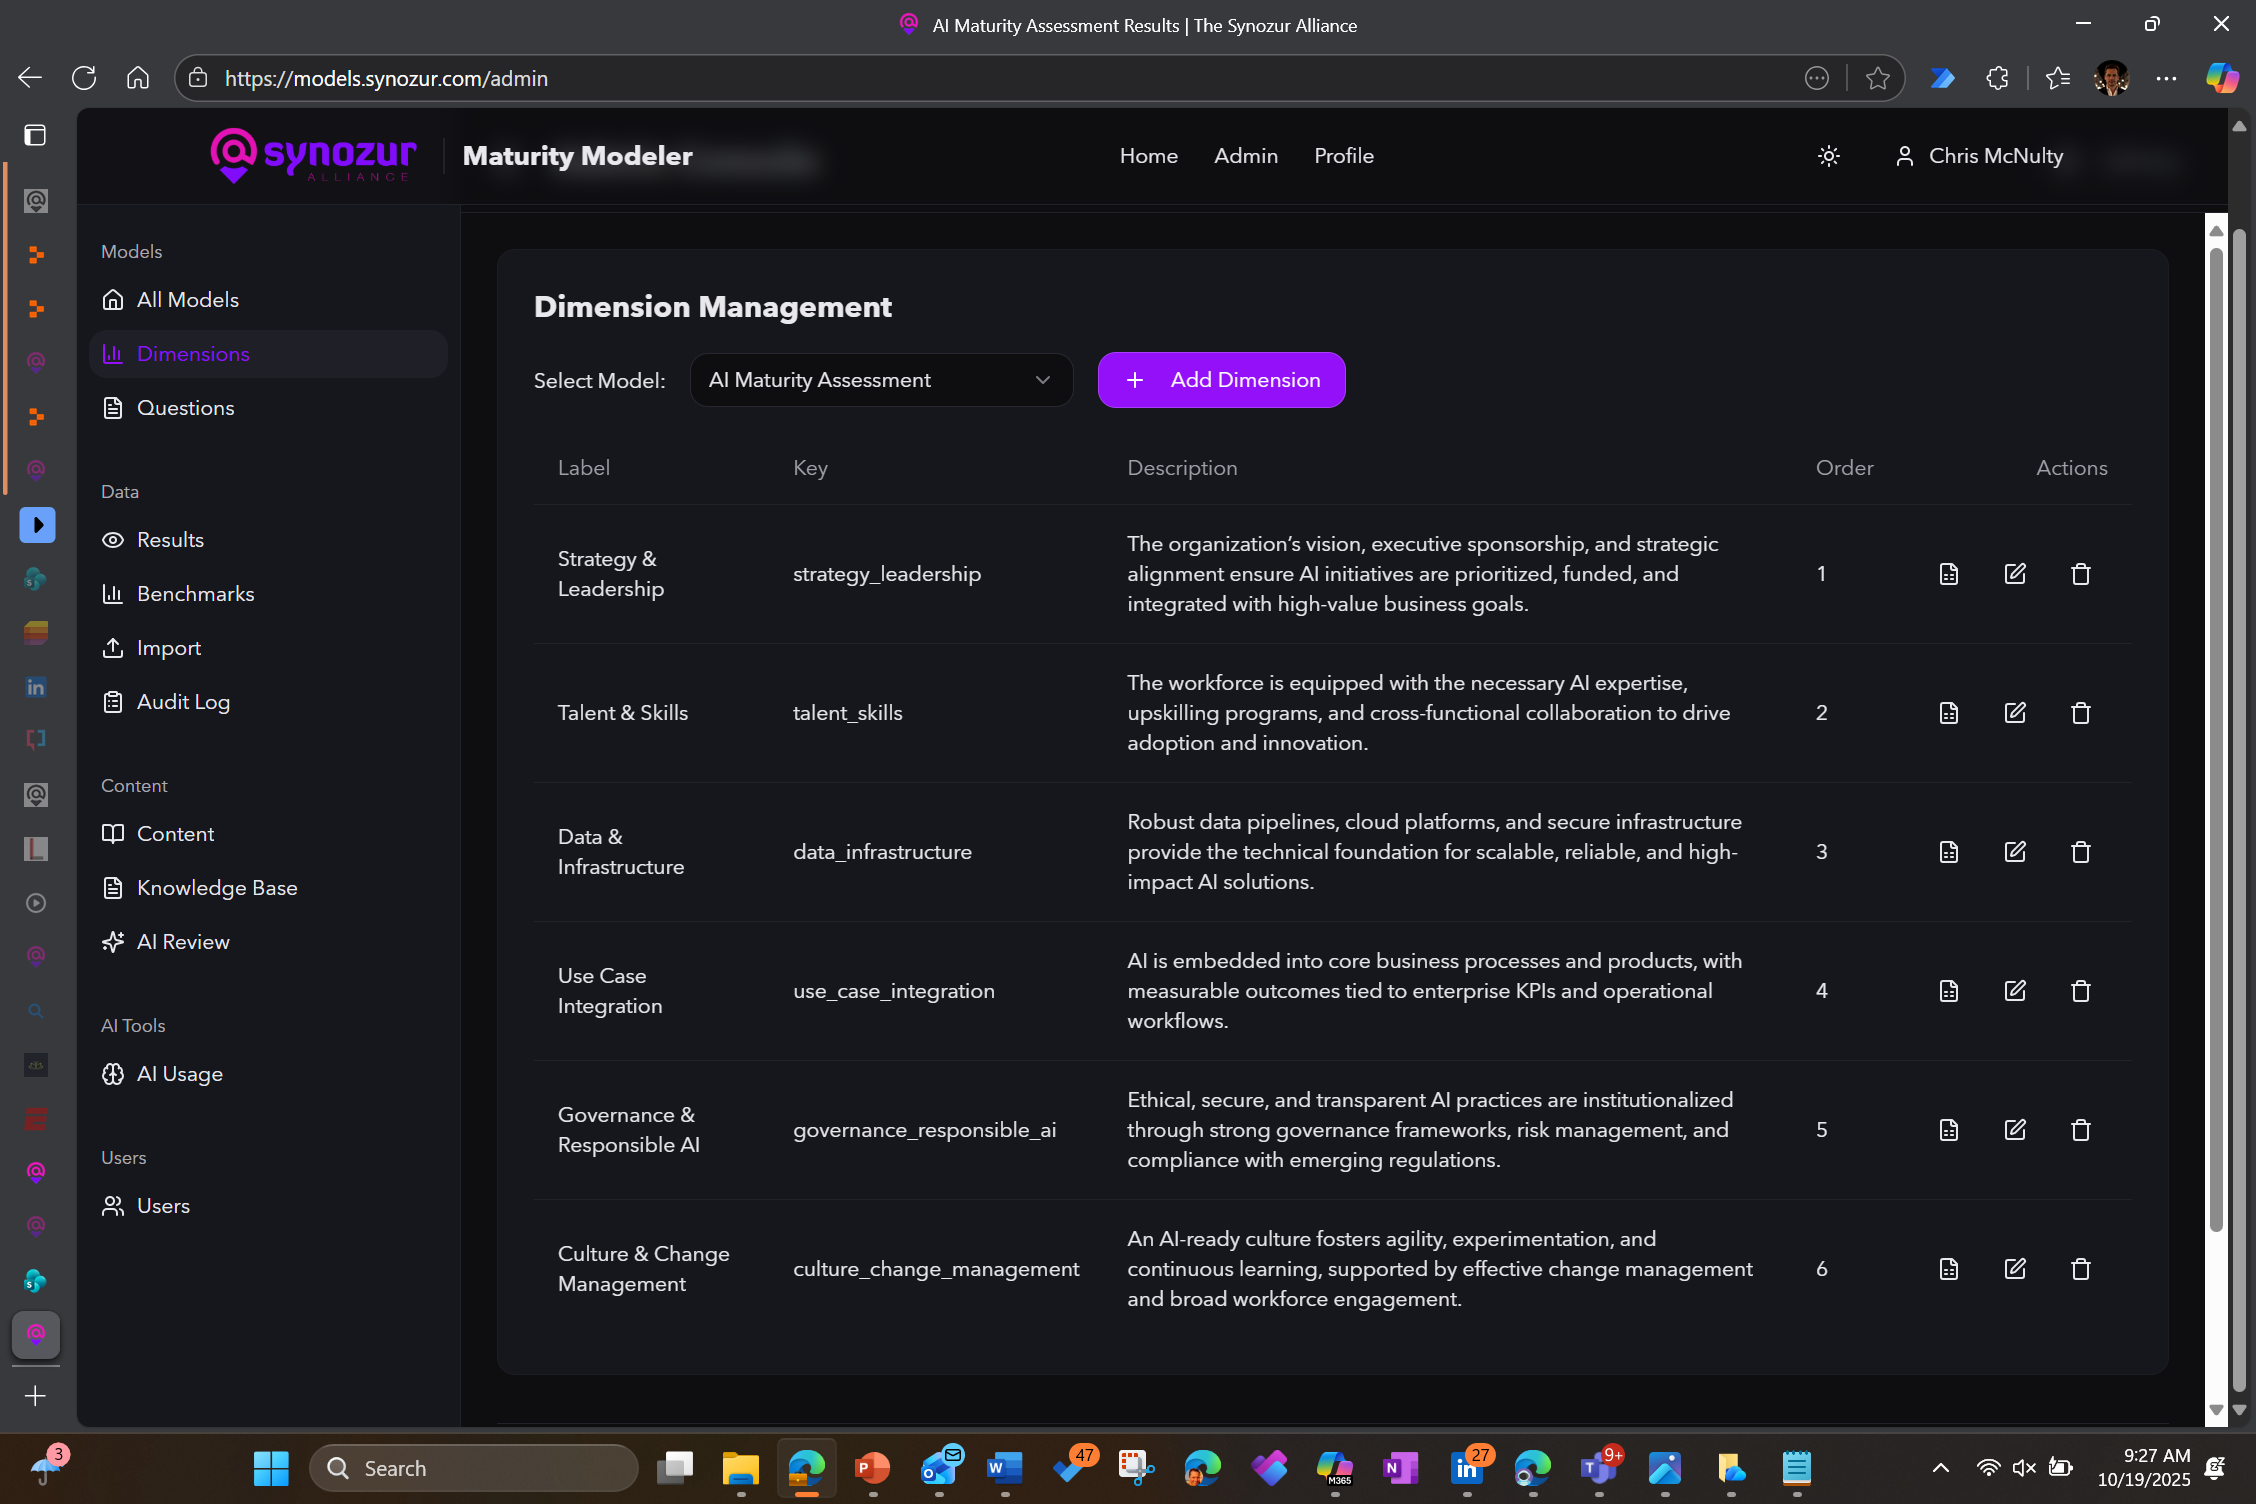 AI Maturity Assessment Results | The Synozur Alliance
https://models.synozur.com/admin
synozur
ALLIANCE
Maturity Modeler
Home
Admin
Profile
Chris McNulty
Models
All Models
Dimensions
Questions
Data
Results
Benchmarks
Import
Audit Log
Content
Content
Knowledge Base
AI Review
AI Tools
AI Usage
Users
Users
Dimension Management
Select Model:
AI Maturity Assessment
Add Dimension
Label
Key
Description
Order
Actions
Strategy &
Leadership
strategy_leadership
The organization’s vision, executive sponsorship, and strategic
alignment ensure AI initiatives are prioritized, funded, and
integrated with high-value business goals.
1
Talent & Skills
talent_skills
The workforce is equipped with the necessary AI expertise,
upskilling programs, and cross-functional collaboration to drive
adoption and innovation.
2
Data &
Infrastructure
data_infrastructure
Robust data pipelines, cloud platforms, and secure infrastructure
provide the technical foundation for scalable, reliable, and high-
impact AI solutions.
3
Use Case
Integration
use_case_integration
AI is embedded into core business processes and products, with
measurable outcomes tied to enterprise KPIs and operational
workflows.
4
Governance &
Responsible AI
governance_responsible_ai
Ethical, secure, and transparent AI practices are institutionalized
through strong governance frameworks, risk management, and
compliance with emerging regulations.
5
Culture & Change
Management
culture_change_management
An AI-ready culture fosters agility, experimentation, and
continuous learning, supported by effective change management
and broad workforce engagement.
6
3
Search
47
M365
27
9+
9:27 AM
10/19/2025